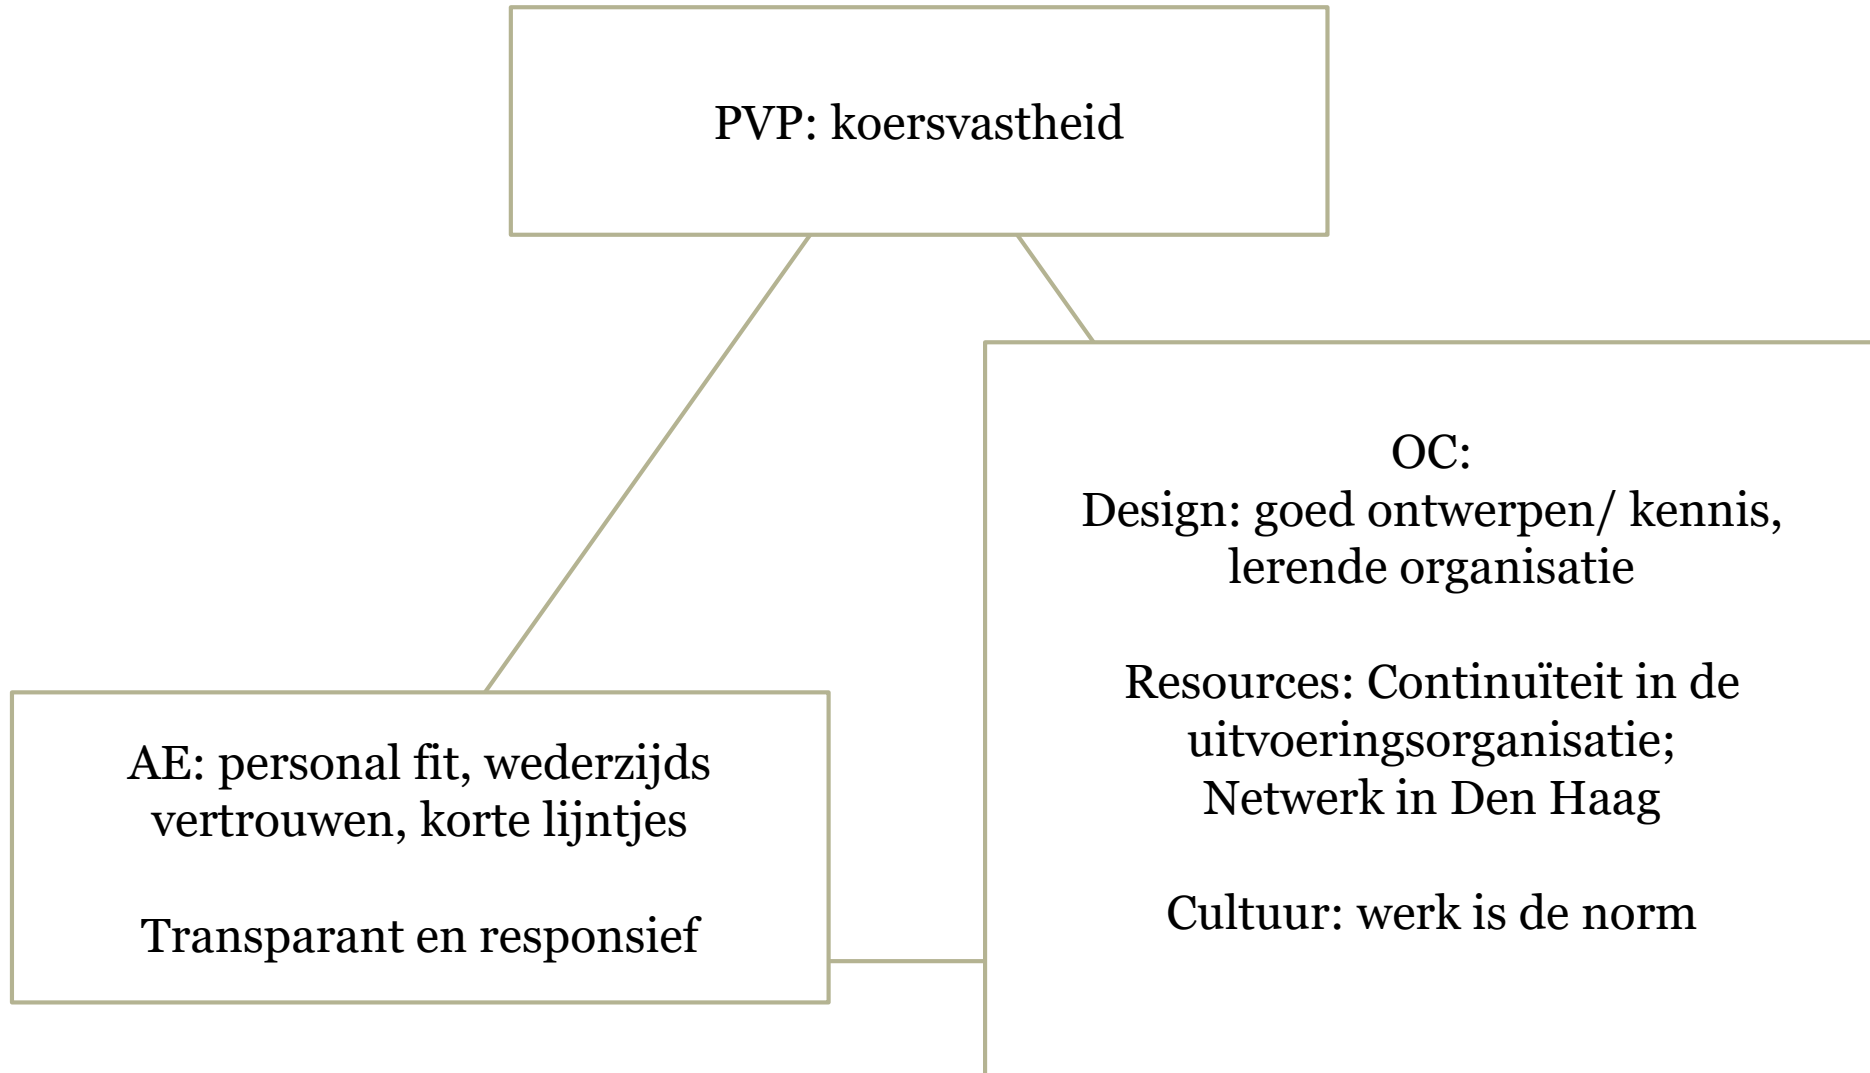 PVP: koersvastheid
OC:
Design: goed ontwerpen/ kennis,
lerende organisatie
Resources: Continuïteit in de
uitvoeringsorganisatie;
Netwerk in Den Haag
Cultuur: werk is de norm
AE: personal fit, wederzijds
vertrouwen, korte lijntjes
Transparant en responsief